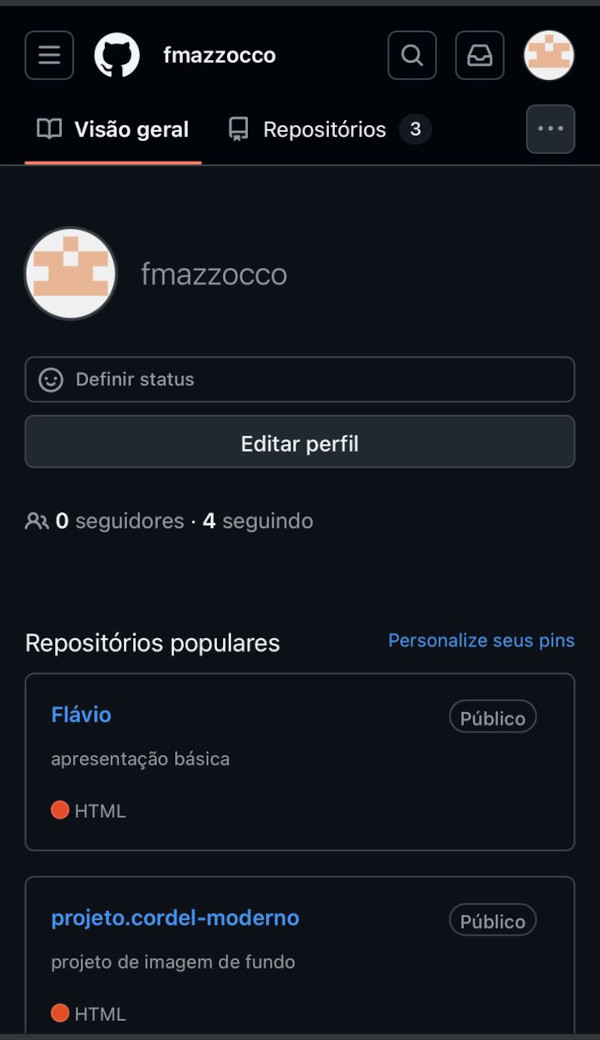 fmazzocco
Visão geral Repositórios 3
fmazzocco
Definir status
Editar perfil
0 seguidores · 4 seguindo
Repositórios populares Personalize seus pins
Flávio Público
apresentação básica
HTML
projeto.cordel-moderno Público
projeto de imagem de fundo
HTML